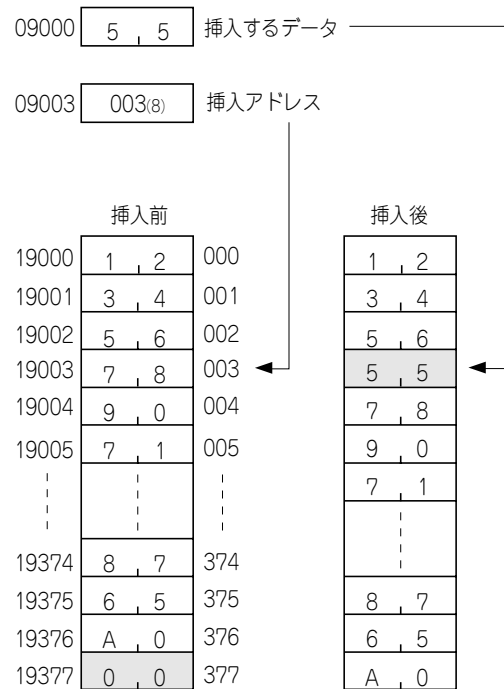 09000 5 5 挿入するデータ
09003 003(8) 挿入アドレス
挿入前 挿入後
19000 1 2 000 1 2
19001 3 4 001 3 4
19002 5 6 002 5 6
19003 7 8 003 5 5
19004 9 0 004 7 8
19005 7 1 005 9 0
7 1
19374 8 7 374
19375 6 5 375 8 7
19376 A 0 376 6 5
19377 0 0 377 A 0